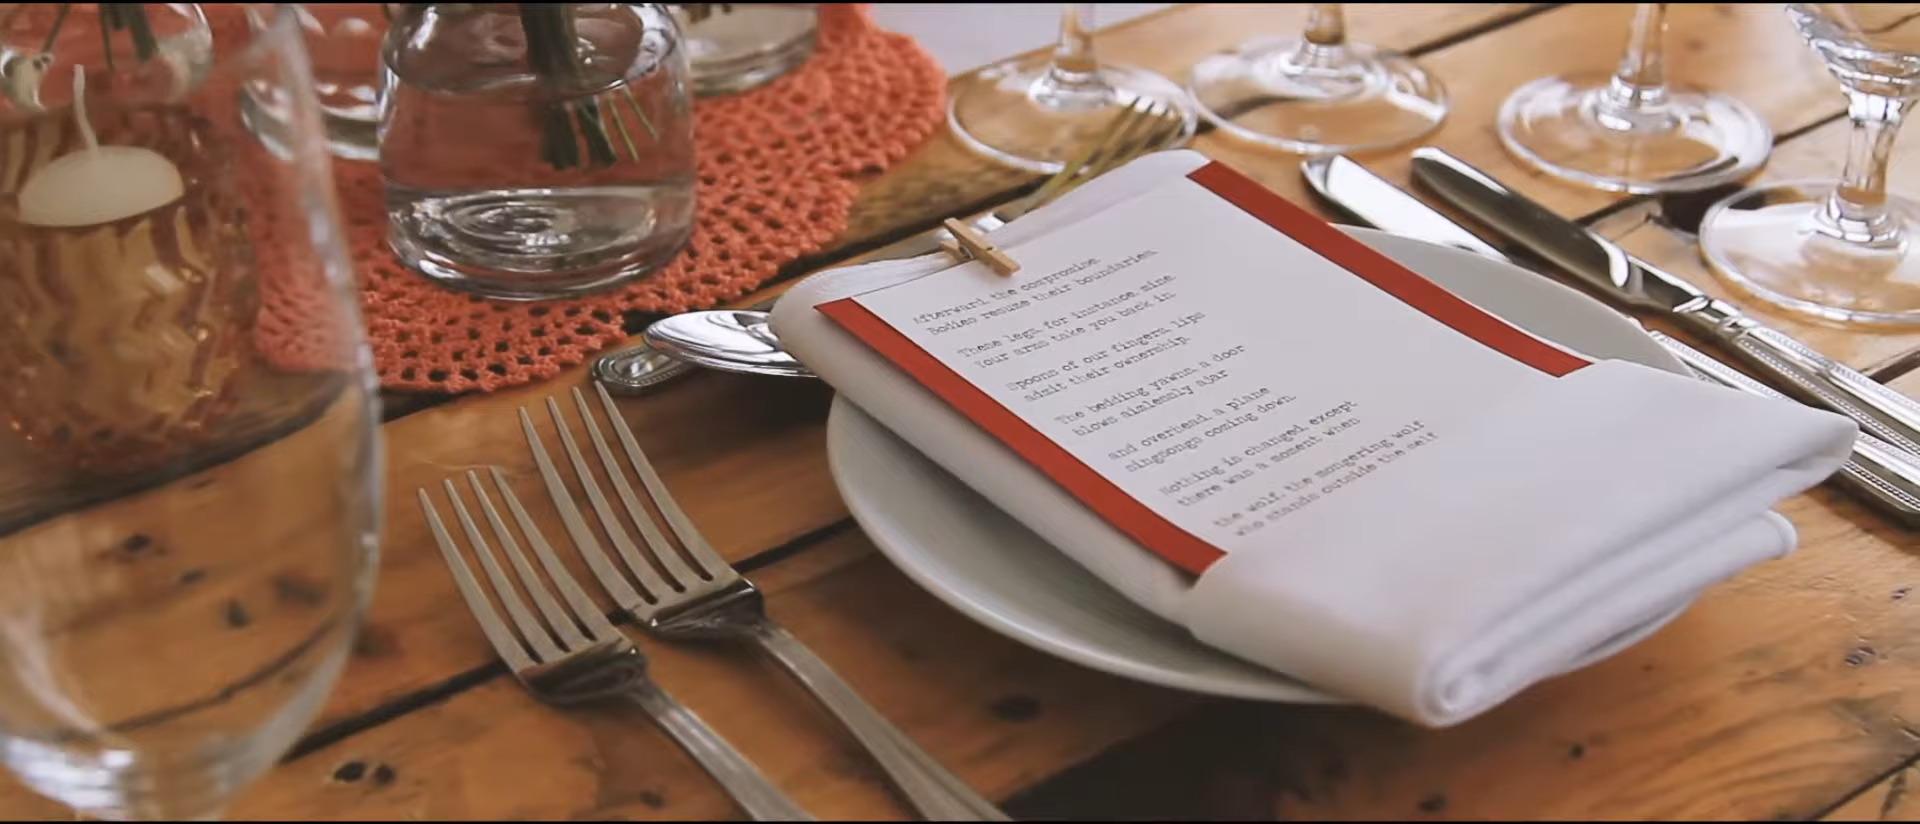 Afterward, the compromise.
Bodies resume their boundaries.
These legs, for instance, mine.
Your arms take you back in.
Spoons of our fingers, lips
admit their ownership.
The bedding yawns, a door
blows aimlessly ajar
and overhead, a plane
singsongs coming down.
Nothing is changed, except
there was a moment when
the wolf, the mongering wolf
who stands outside the self